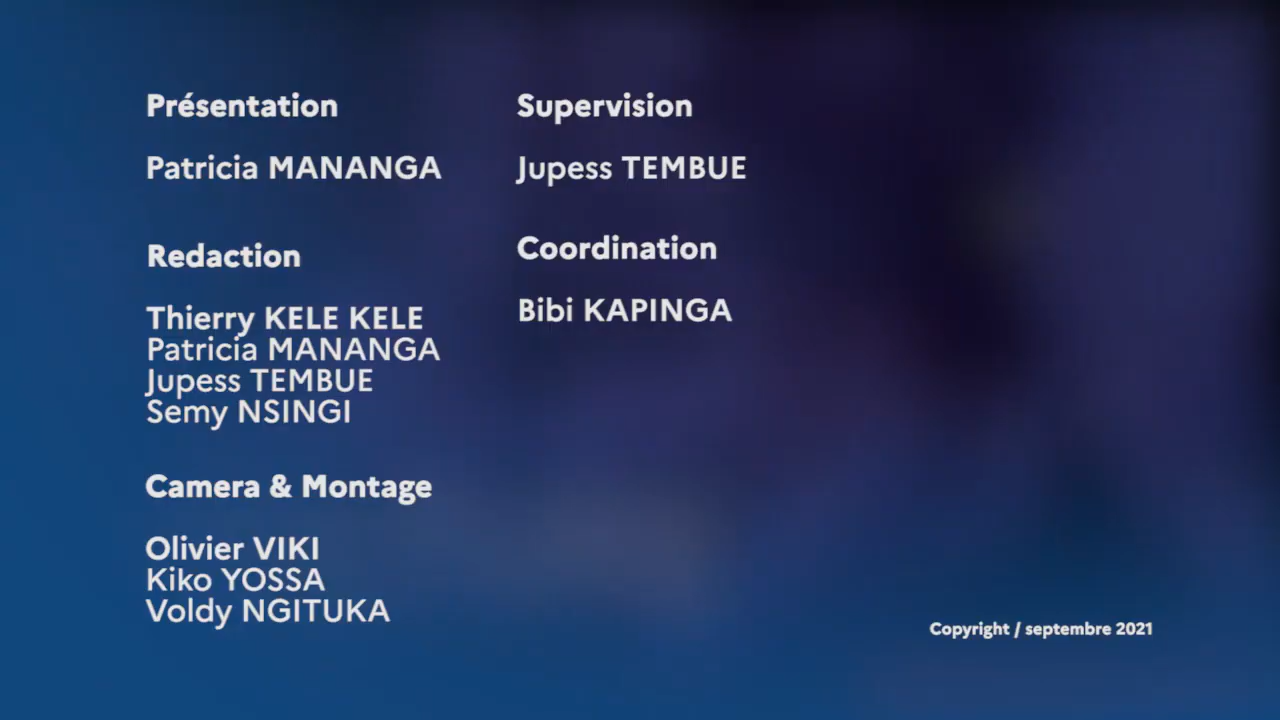 Présentation
Patricia MANANGA
Redaction
Thierry KELE KELE
Patricia MANANGA
Jupess TEMBUE
Semy NSINGI
Camera & Montage
Olivier VIKI
Kiko YOSSA
Voldy NGITUKA
Supervision
Jupess TEMBUE
Coordination
Bibi KAPINGA
Copyright / septembre 2021